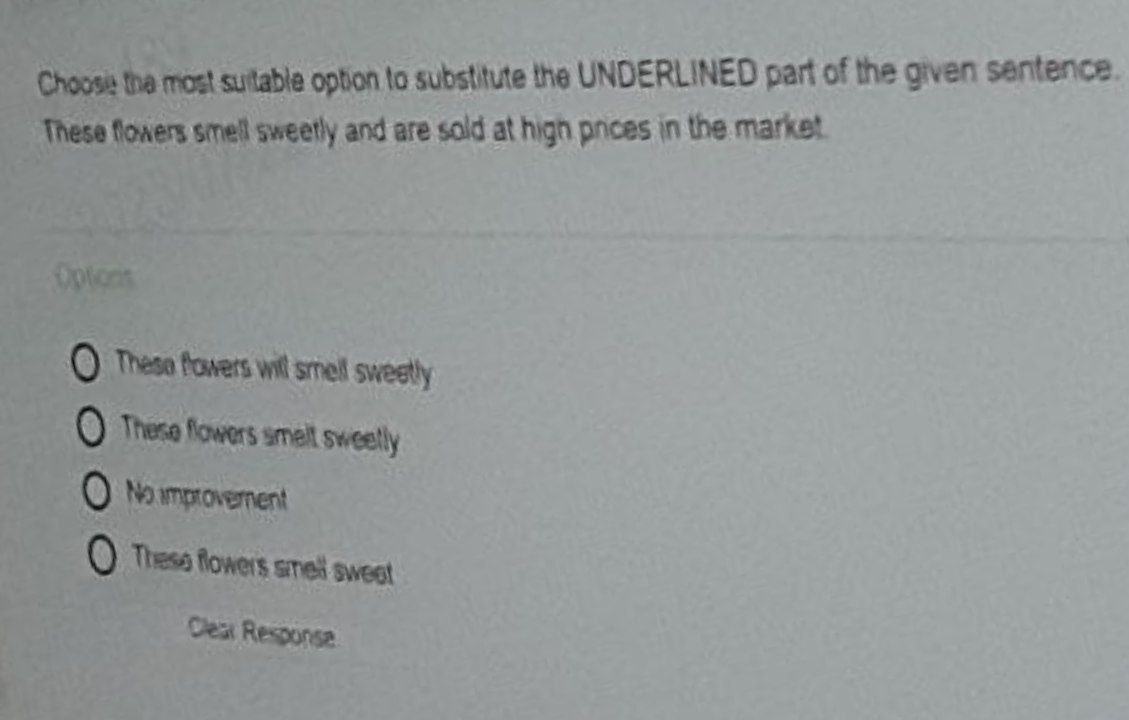 Choose the most suitable option to substitute the UNDERLINED part of the given sentence.
These flowers smell sweetly and are sold at high prices in the market.
Options
These flowers will smell sweetly
These flowers smelt sweetly
No improvement
These flowers smell sweet
Clear Response